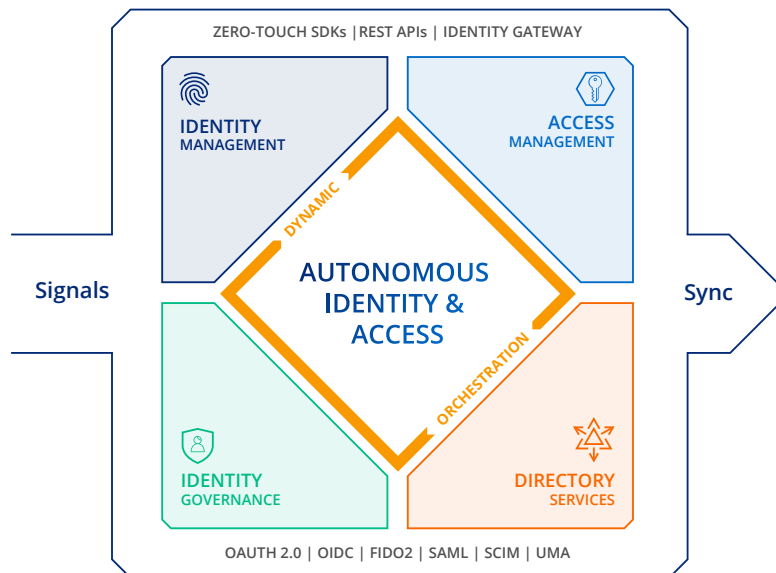 ZERO-TOUCH SDKs |REST APIs | IDENTITY GATEWAY
IDENTITY
MANAGEMENT
ACCESS
MANAGEMENT
DYNAMIC
Signals
AUTONOMOUS
IDENTITY &
ACCESS
Sync
ORCHESTRATION
IDENTITY
GOVERNANCE
DIRECTORY
SERVICES
OAUTH 2.0 | OIDC | FIDO2 | SAML | SCIM | UMA